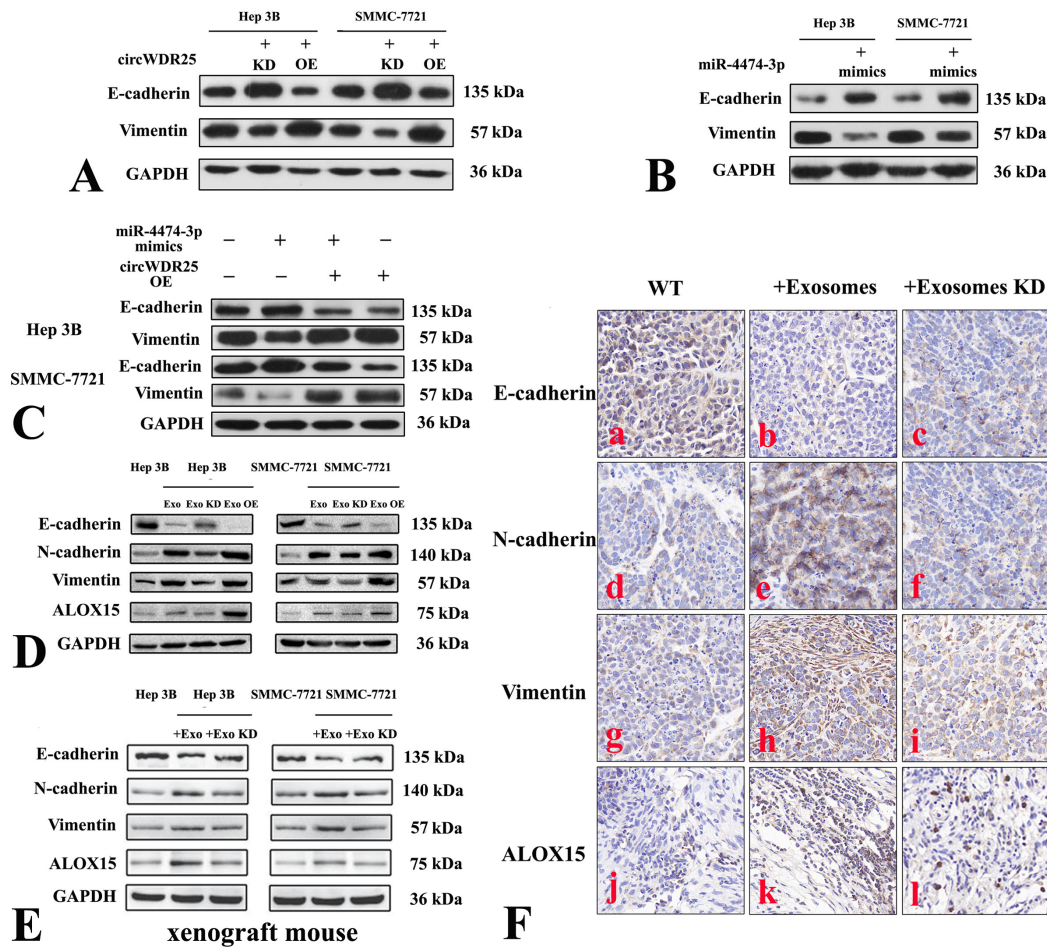 Hep 3B SMMC-7721
+ + + +
circWDR25 KD OE KD OE
E-cadherin 135 kDa
Vimentin 57 kDa
GAPDH 36 kDa
A
Hep 3B SMMC-7721
+ +
miR-4474-3p mimics mimics
E-cadherin 135 kDa
Vimentin 57 kDa
GAPDH 36 kDa
B
miR-4474-3p
mimics − + + −
circWDR25
OE − − + +
E-cadherin 135 kDa
Hep 3B
Vimentin 57 kDa
E-cadherin 135 kDa
SMMC-7721
Vimentin 57 kDa
GAPDH 36 kDa
C
Hep 3B Hep 3B SMMC-7721 SMMC-7721
Exo Exo KD Exo OE Exo Exo KD Exo OE
E-cadherin 135 kDa
N-cadherin 140 kDa
Vimentin 57 kDa
ALOX15 75 kDa
GAPDH 36 kDa
D
Hep 3B Hep 3B SMMC-7721 SMMC-7721
+Exo +Exo KD +Exo +Exo KD
E-cadherin 135 kDa
N-cadherin 140 kDa
Vimentin 57 kDa
ALOX15 75 kDa
GAPDH 36 kDa
E
xenograft mouse
WT +Exosomes +Exosomes KD
E-cadherin
a b c
N-cadherin
d e f
Vimentin
g h i
ALOX15
j k l
F